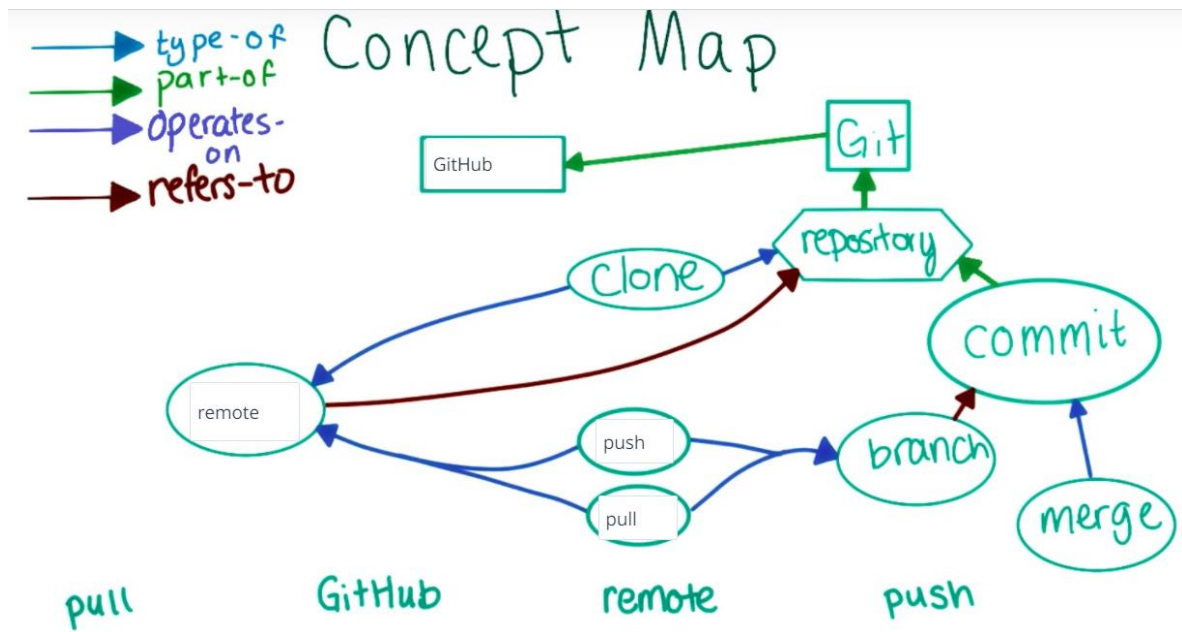 type-of
part-of
operates-
on
refers-to
Concept Map
GitHub
Git
repository
Clone
commit
remote
push
pull
branch
merge
pull
GitHub
remote
push